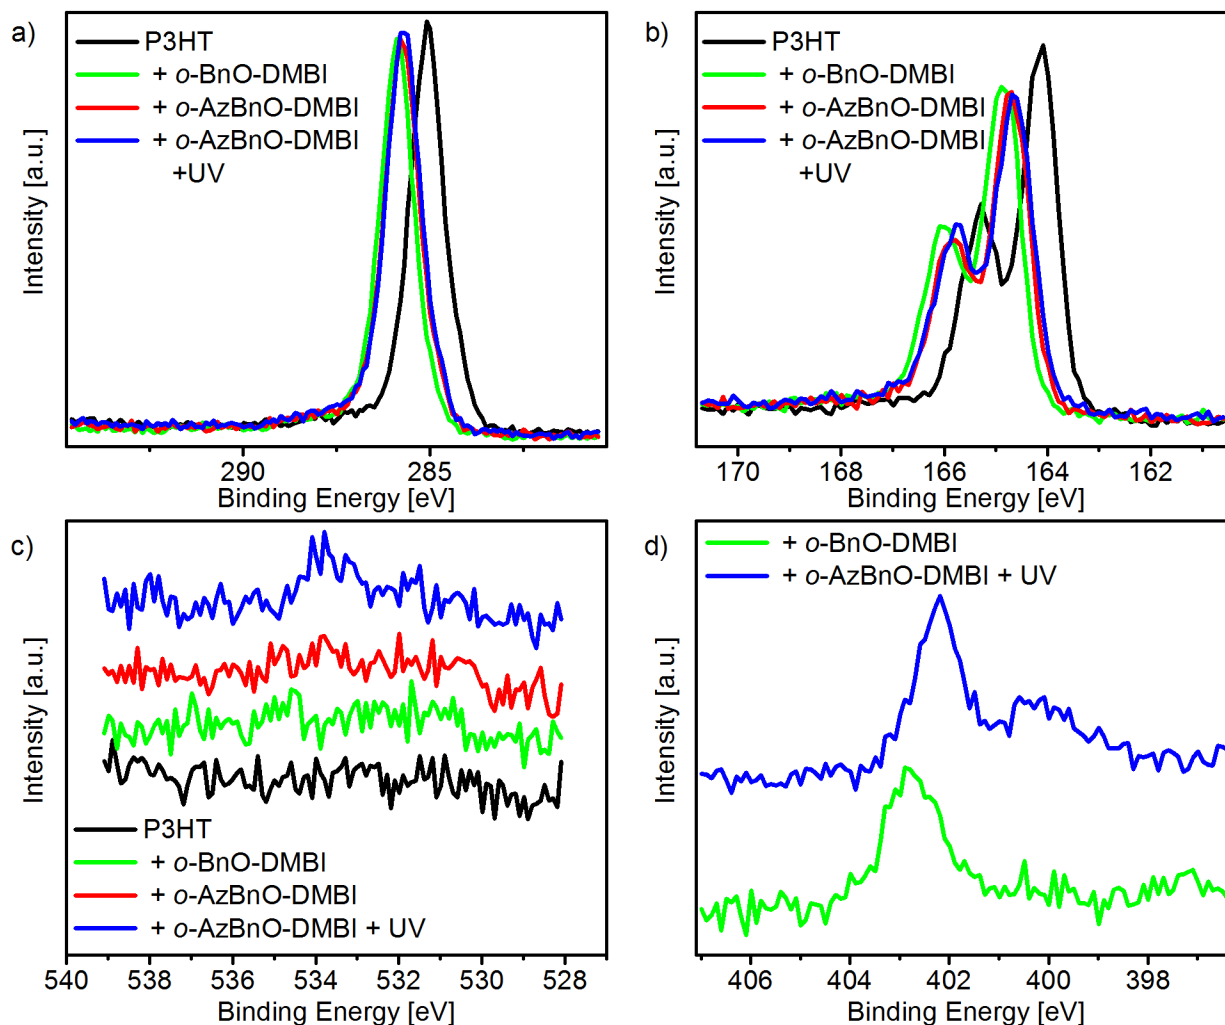 a)
P3HT
+ o-BnO-DMBI
+ o-AzBnO-DMBI
+ o-AzBnO-DMBI
+UV
Intensity [a.u.]
290 285
Binding Energy [eV]
b)
P3HT
+ o-BnO-DMBI
+ o-AzBnO-DMBI
+ o-AzBnO-DMBI
+UV
Intensity [a.u.]
170 168 166 164 162
Binding Energy [eV]
c)
Intensity [a.u.]
P3HT
+ o-BnO-DMBI
+ o-AzBnO-DMBI
+ o-AzBnO-DMBI + UV
540 538 536 534 532 530 528
Binding Energy [eV]
d)
+ o-BnO-DMBI
+ o-AzBnO-DMBI + UV
Intensity [a.u.]
406 404 402 400 398
Binding Energy [eV]